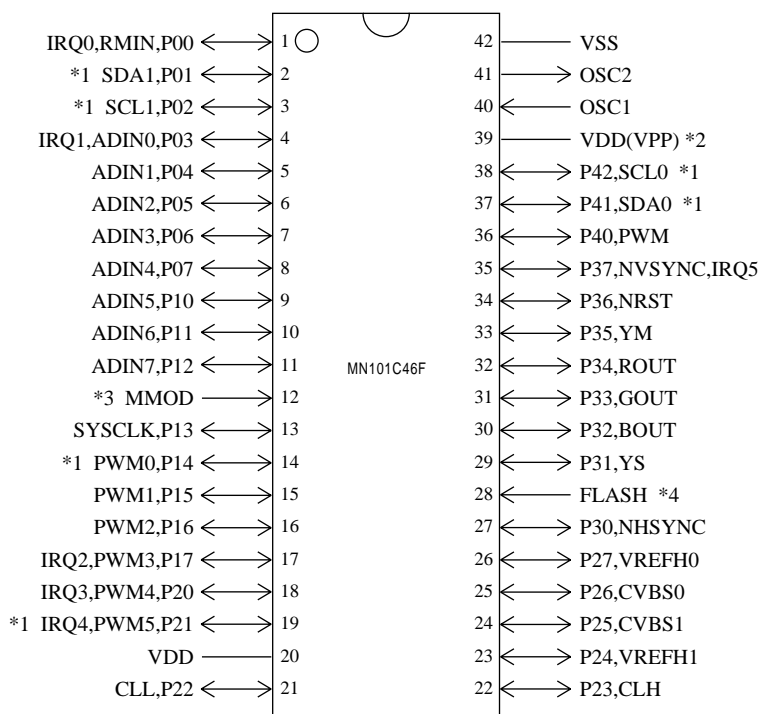 IRQ0,RMIN,P00 1 42 VSS
*1 SDA1,P01 2 41 OSC2
*1 SCL1,P02 3 40 OSC1
IRQ1,ADIN0,P03 4 39 VDD(VPP) *2
ADIN1,P04 5 38 P42,SCL0 *1
ADIN2,P05 6 37 P41,SDA0 *1
ADIN3,P06 7 36 P40,PWM
ADIN4,P07 8 35 P37,NVSYNC,IRQ5
ADIN5,P10 9 34 P36,NRST
ADIN6,P11 10 33 P35,YM
ADIN7,P12 11 MN101C46F 32 P34,ROUT
*3 MMOD 12 31 P33,GOUT
SYSCLK,P13 13 30 P32,BOUT
*1 PWM0,P14 14 29 P31,YS
PWM1,P15 15 28 FLASH *4
PWM2,P16 16 27 P30,NHSYNC
IRQ2,PWM3,P17 17 26 P27,VREFH0
IRQ3,PWM4,P20 18 25 P26,CVBS0
*1 IRQ4,PWM5,P21 19 24 P25,CVBS1
VDD 20 23 P24,VREFH1
CLL,P22 21 22 P23,CLH